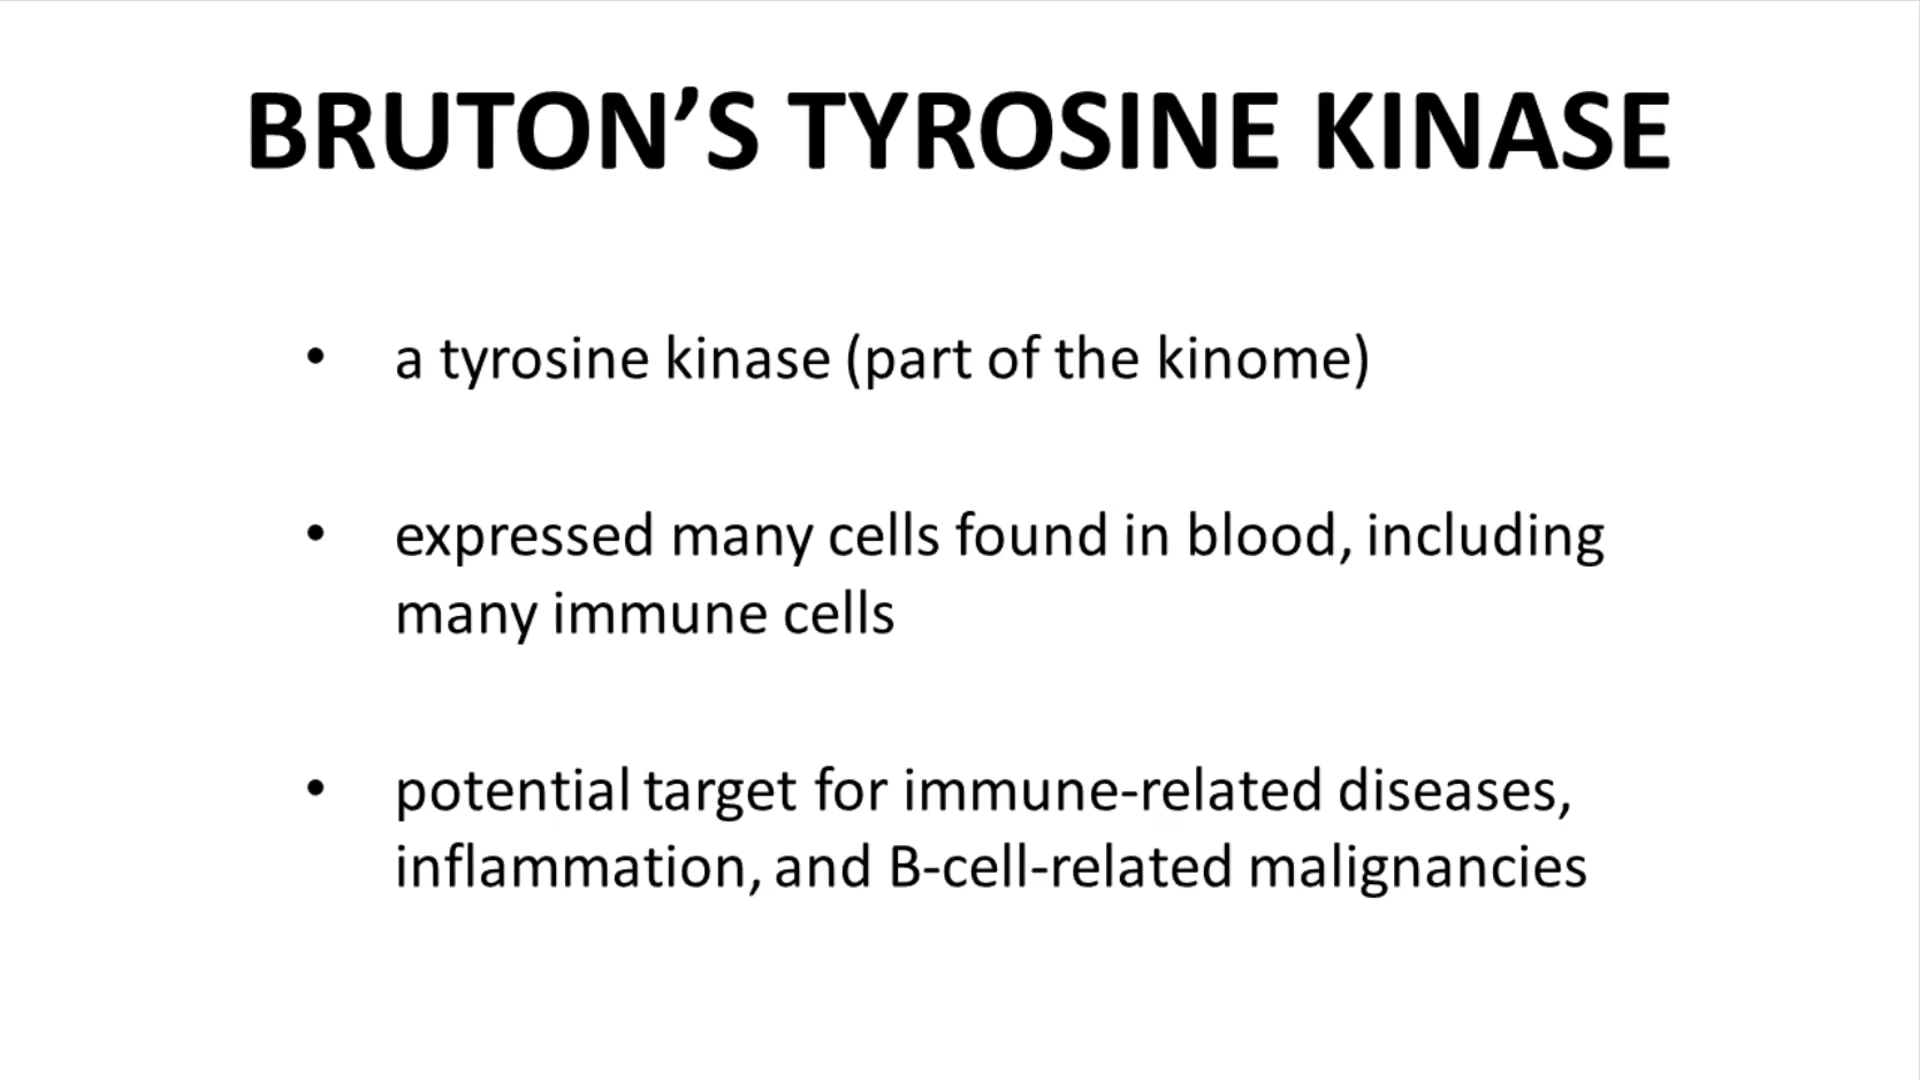 BRUTON’S TYROSINE KINASE
• a tyrosine kinase (part of the kinome)
• expressed many cells found in blood, including
many immune cells
• potential target for immune-related diseases,
inflammation, and B-cell-related malignancies